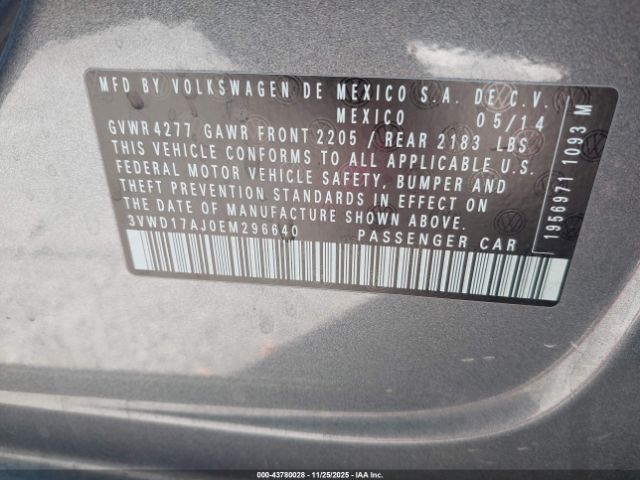 MFD BY VOLKSWAGEN DE MEXICO S.A. DE C.V.
MEXICO 05/14
GVWR 4277 GAWR FRONT 2205 REAR 2183 LBS
THIS VEHICLE CONFORMS TO ALL APPLICABLE U.S.
FEDERAL MOTOR VEHICLE SAFETY, BUMPER AND
THEFT PREVENTION STANDARDS IN EFFECT ON
THE DATE OF MANUFACTURE SHOWN ABOVE.
3VWD17AJ0EM296640 PASSENGER CAR
1956971 1093 M
000-43780028 - 11/25/2025 - Copyright © IAA